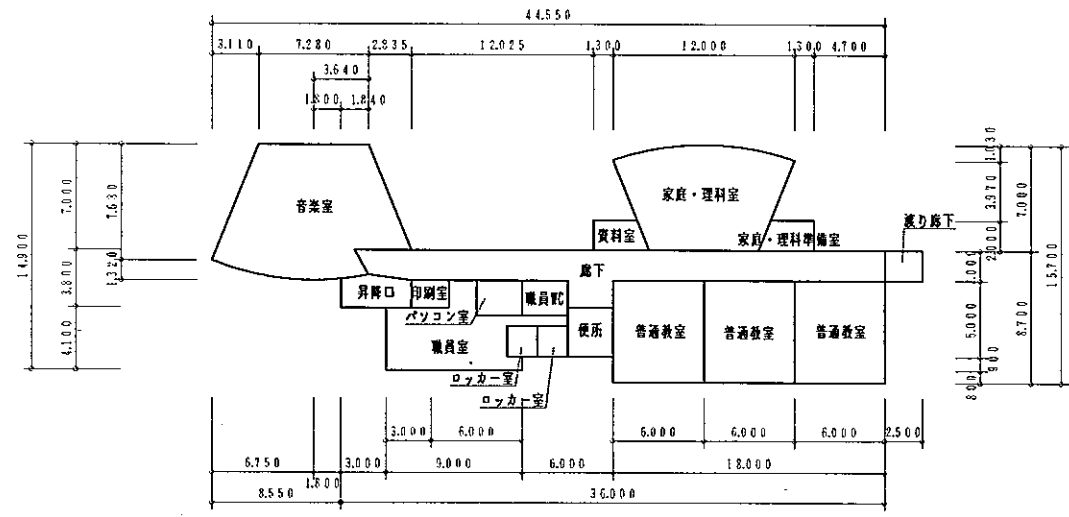 44.550
3.110 7.280 2.835 12.025 1.300 12.000 1.300 4.700
3.640
1.800 1.840
14.900
7.000
3.800
4.100
7.680
1.320
音楽室
家庭・理科室
資料室
家庭・理科準備室
渡り廊下
廊下
昇降口
印刷室
パソコン室
職員WC
職員室
便所
普通教室
普通教室
普通教室
ロッカー室
ロッカー室
1.030
3.970
2.000
7.000
2.000
5.000
900
800
8.700
15.700
3.000 6.000 6.000 6.000 6.000 2.500
6.750 1.800 3.000 9.000 6.000 18.000
8.550 36.000